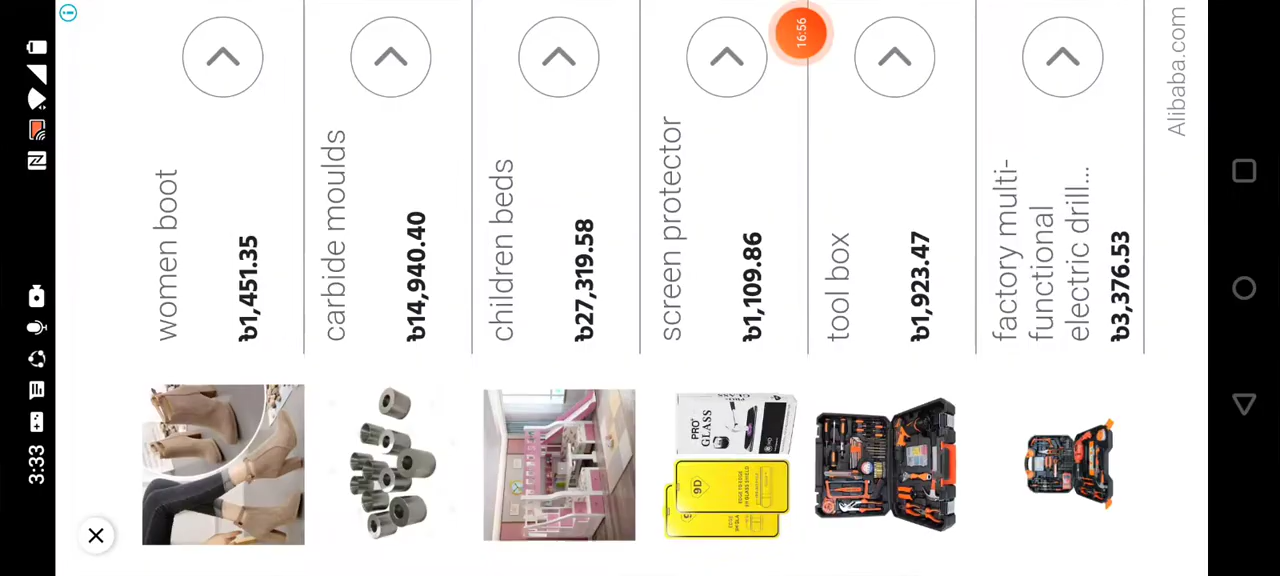 3:33
16:56
women boot
৳1,451.35
carbide moulds
৳14,940.40
children beds
৳27,319.58
screen protector
৳1,109.86
PRO+
GLASS
9D
tool box
৳1,923.47
factory multi-
functional
electric drill...
৳3,376.53
Alibaba.com